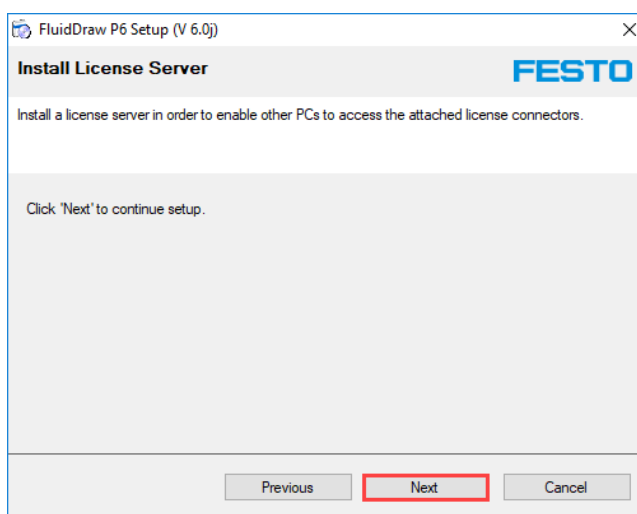 FluidDraw P6 Setup (V 6.0j)
Install License Server
FESTO
Install a license server in order to enable other PCs to access the attached license connectors.
Click 'Next' to continue setup.
Previous
Next
Cancel